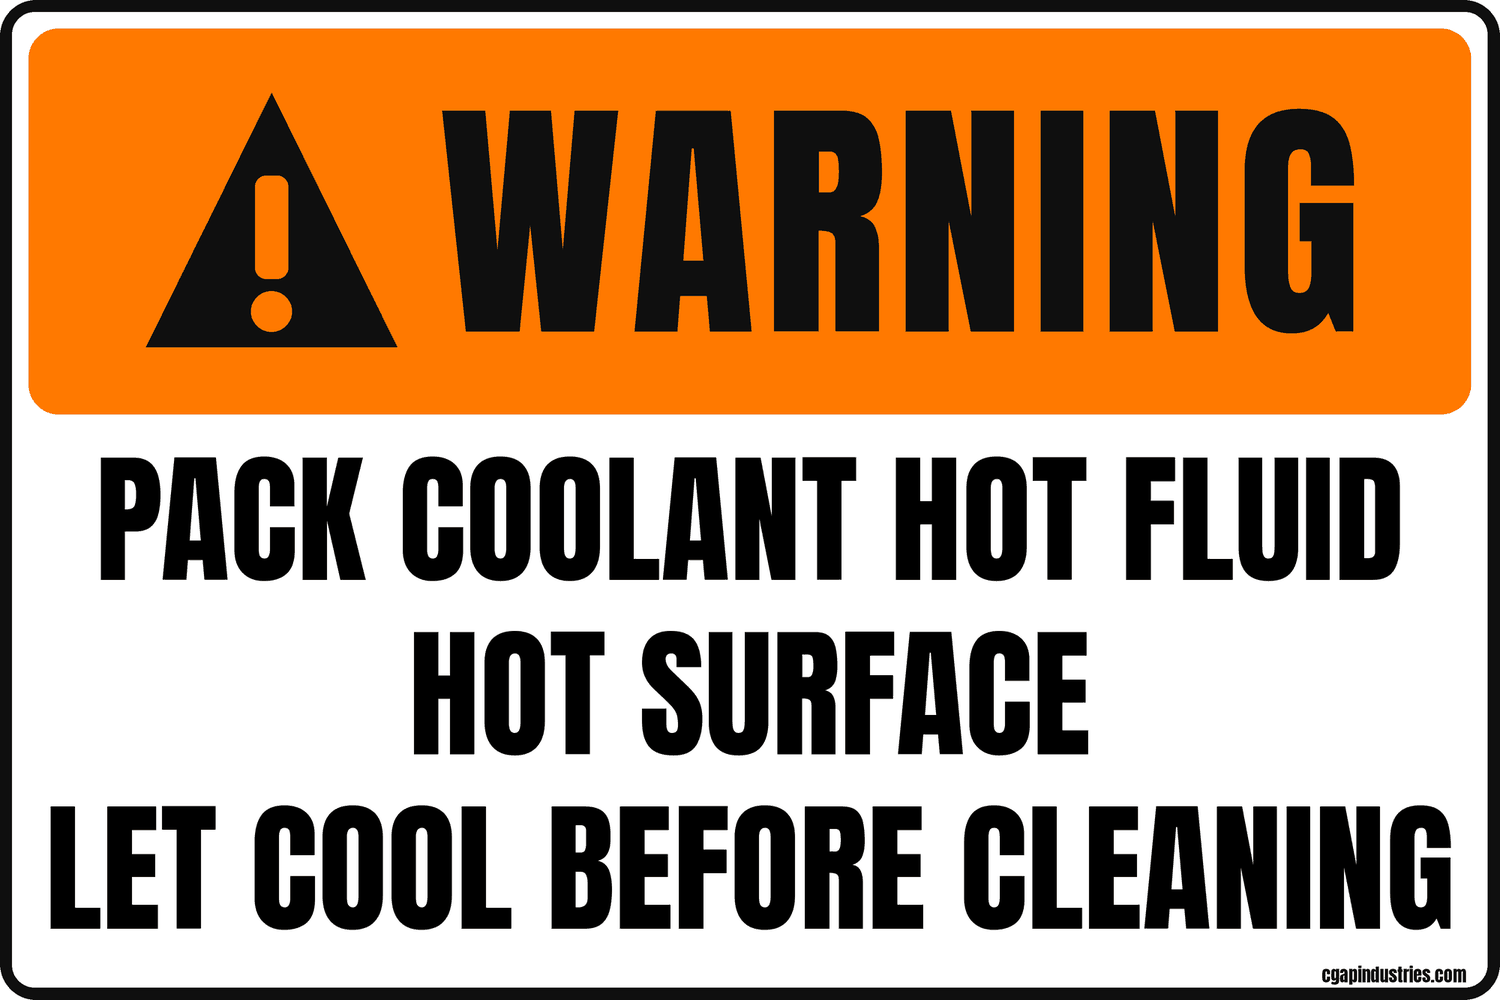 WARNING
PACK COOLANT HOT FLUID
HOT SURFACE
LET COOL BEFORE CLEANING
cgapindustries.com